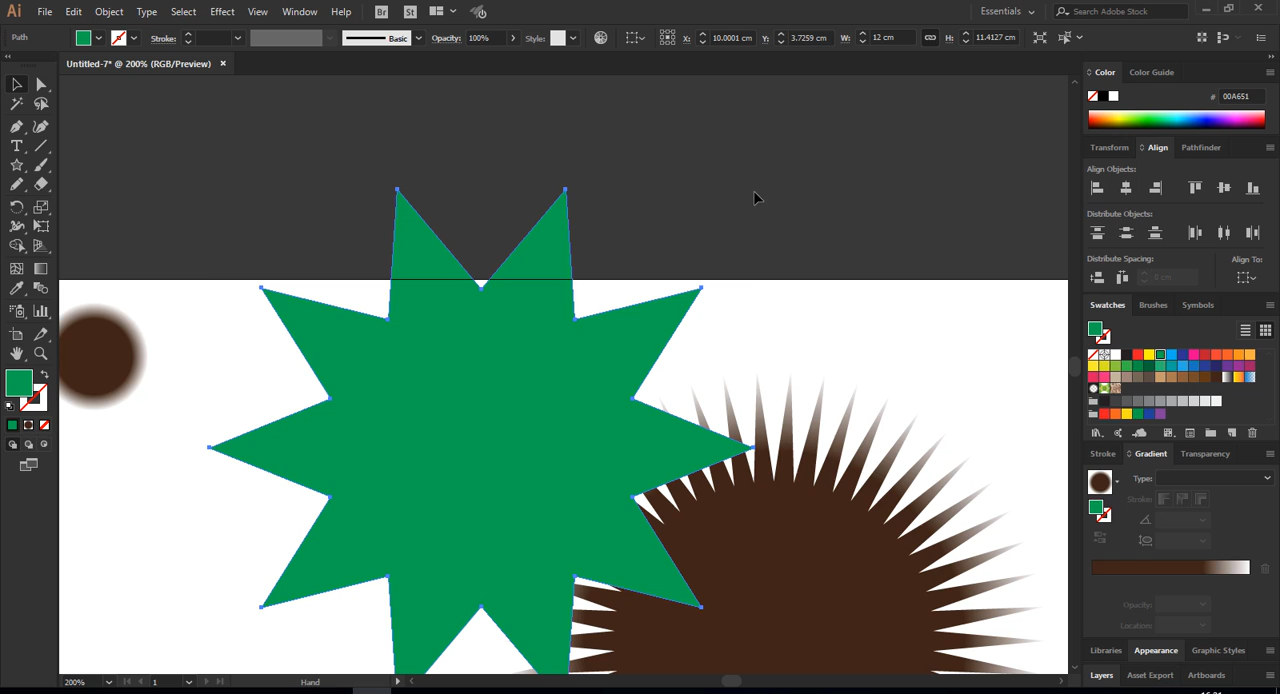 Ai File Edit Object Type Select Effect View Window Help Br St Essentials Search Adobe Stock
Path Stroke: Basic Opacity: 100% Style: X: 10.0001 cm Y: 3.7259 cm W: 12 cm H: 11.4127 cm
Untitled-7* @ 200% (RGB/Preview) ×
Color Color Guide
# 00A651
Transform Align Pathfinder
Align Objects:
Distribute Objects:
Distribute Spacing: Align To:
0 cm
Swatches Brushes Symbols
Stroke Gradient Transparency
Type:
Stroke:
Opacity:
Location:
Libraries Appearance Graphic Styles
Layers Asset Export Artboards
200% 1 Hand